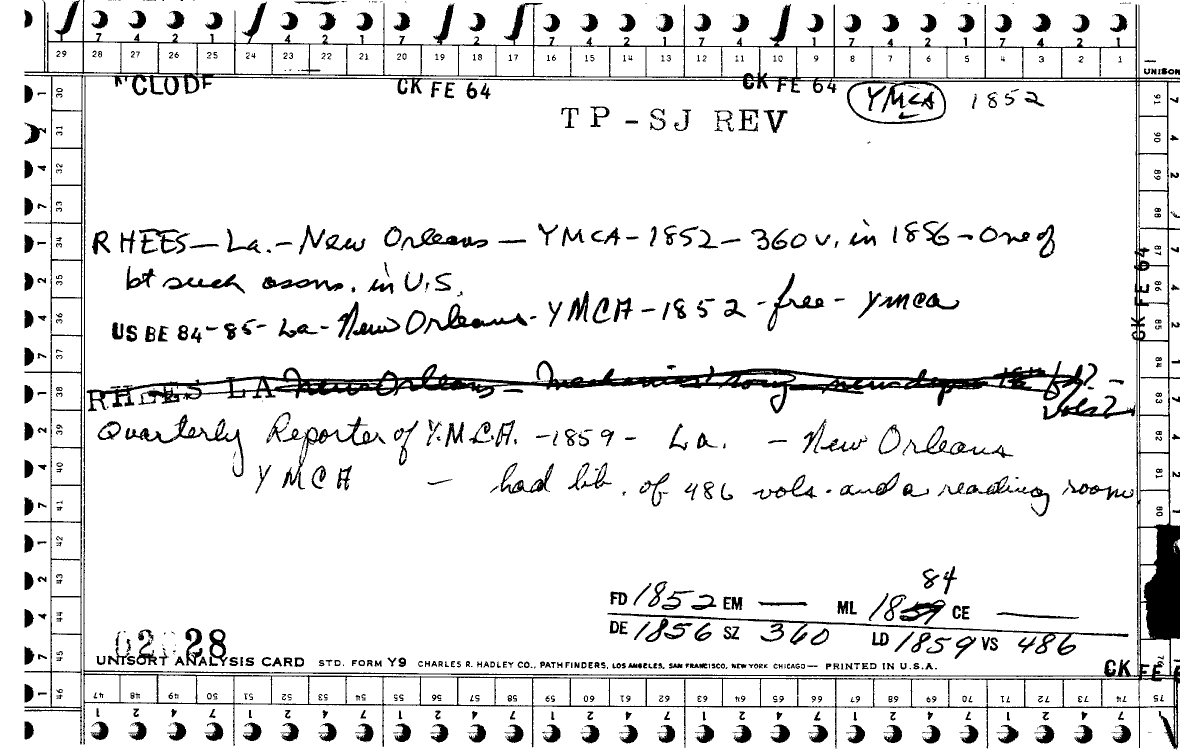 7 4 2 1 7 4 2 1 7 4 2 1 7 4 2 1 7 4 2 1 7 4 2 1 7 4 2 1
29 28 27 26 25 24 23 22 21 20 19 18 17 16 15 14 13 12 11 10 9 8 7 6 5 4 3 2 1
UNISOR
CLODE CK FE 64 CK FE 64 YMCA 1852
TP-SJ REV
RHEES-La.-New Orleans-YMCA-1852-360v. in 1856-One of
bt such assns. in U.S.
US BE 84-85-La-New Orleans-YMCA-1852-free-ymca
RHEES LA New Orleans - Mechanics' Socy
vols?
Quarterly Reporter of Y.M.C.A. -1859- La. - New Orleans
YMCA - had lib. of 486 vols. and a reading room
84
FD 1852 EM — ML 1859 CE —
DE 1856 SZ 360 LD 1859 VS 486
02 28
UNISORT ANALYSIS CARD STD. FORM Y9 CHARLES R. HADLEY CO., PATHFINDERS, LOS ANGELES, SAN FRANCISCO, NEW YORK CHICAGO— PRINTED IN U.S.A.
CK FE
30 31 32 33 34 35 36 37 38 39 40 41 42 43 44 45 46
91 90 89 88 87 86 85 84 83 82 81 80
CK FE 64
47 48 49 50 51 52 53 54 55 56 57 58 59 60 61 62 63 64 65 66 67 68 69 70 71 72 73 74 75
1 2 4 7 1 2 4 7 1 2 4 7 1 2 4 7 1 2 4 7 1 2 4 7 1 2 4 7